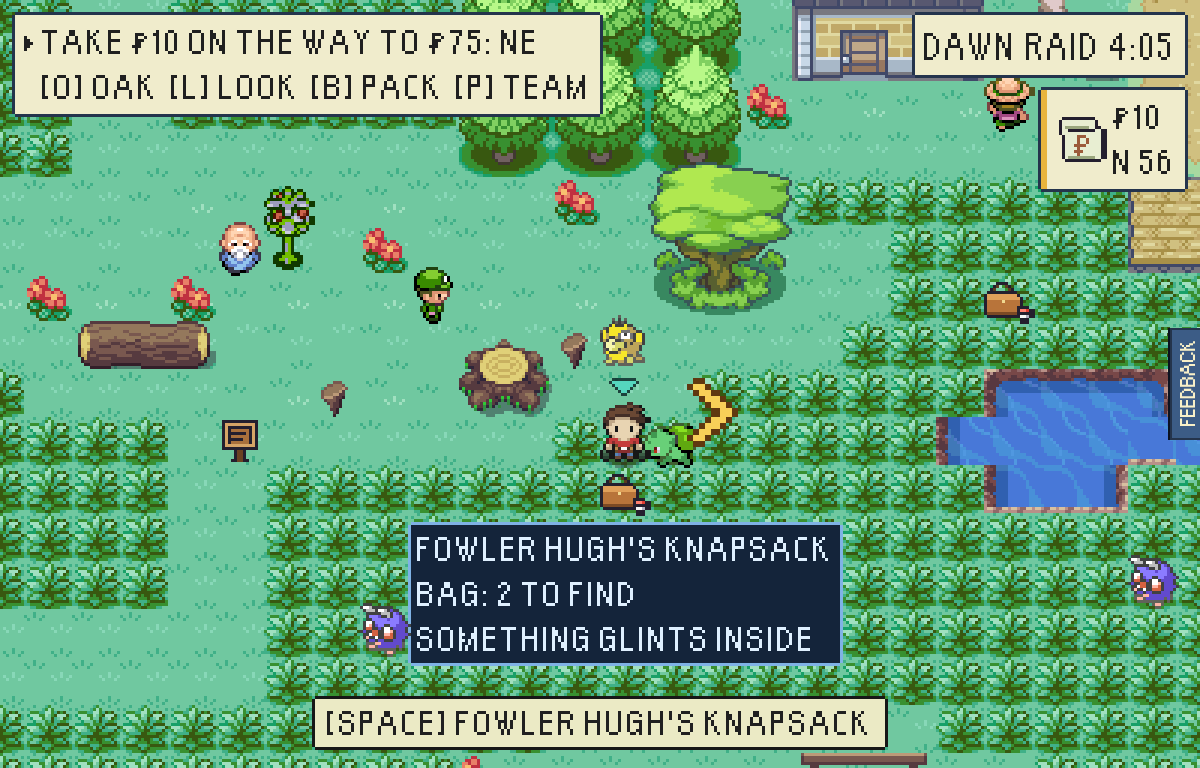 ▸TAKE ₽10 ON THE WAY TO ₽75: NE
[O] OAK [L] LOOK [B] PACK [P] TEAM
DAWN RAID 4:05
₽
₽10
N 56
FEEDBACK
FOWLER HUGH'S KNAPSACK
BAG: 2 TO FIND
SOMETHING GLINTS INSIDE
[SPACE] FOWLER HUGH'S KNAPSACK